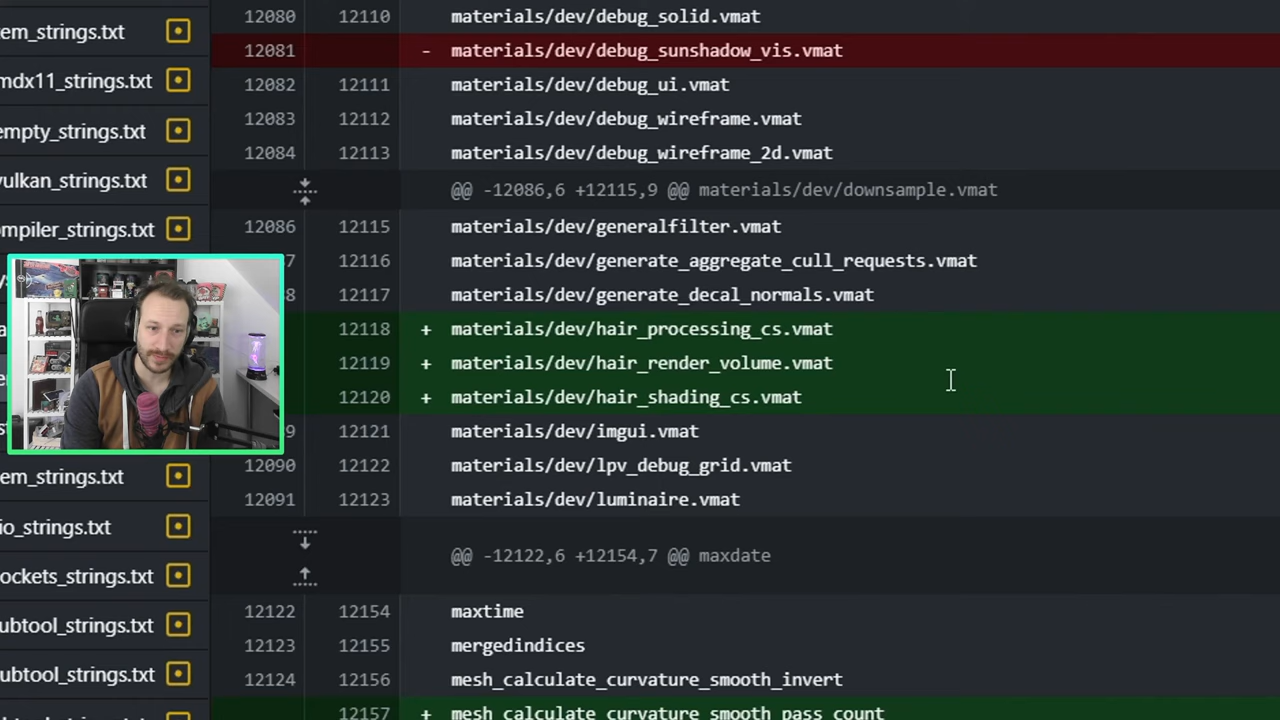 em_strings.txt
mdx11_strings.txt
empty_strings.txt
vulkan_strings.txt
ompiler_strings.txt
em_strings.txt
io_strings.txt
ockets_strings.txt
ubtool_strings.txt
ubtool_strings.txt
12080 12110 materials/dev/debug_solid.vmat
12081 - materials/dev/debug_sunshadow_vis.vmat
12082 12111 materials/dev/debug_ui.vmat
12083 12112 materials/dev/debug_wireframe.vmat
12084 12113 materials/dev/debug_wireframe_2d.vmat
@@ -12086,6 +12115,9 @@ materials/dev/downsample.vmat
12086 12115 materials/dev/generalfilter.vmat
7 12116 materials/dev/generate_aggregate_cull_requests.vmat
8 12117 materials/dev/generate_decal_normals.vmat
12118 + materials/dev/hair_processing_cs.vmat
12119 + materials/dev/hair_render_volume.vmat
12120 + materials/dev/hair_shading_cs.vmat
9 12121 materials/dev/imgui.vmat
12090 12122 materials/dev/lpv_debug_grid.vmat
12091 12123 materials/dev/luminaire.vmat
@@ -12122,6 +12154,7 @@ maxdate
12122 12154 maxtime
12123 12155 mergedindices
12124 12156 mesh_calculate_curvature_smooth_invert
12157 + mesh_calculate_curvature_smooth_pass_count